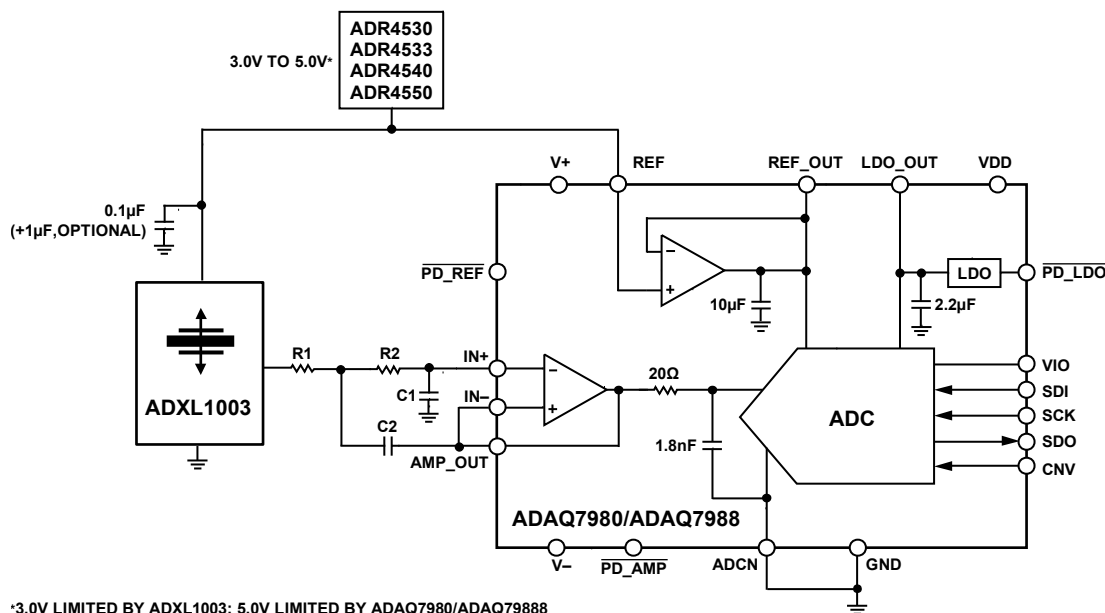 ADR4530
ADR4533
ADR4540
ADR4550
3.0V TO 5.0V*
V+
REF
REF_OUT
LDO_OUT
VDD
0.1µF
(+1µF,OPTIONAL)
PD_REF
−
+
10µF
LDO
PD_LDO
2.2µF
ADXL1003
R1
R2
C1
C2
IN+
IN−
AMP_OUT
−
+
20Ω
1.8nF
ADC
VIO
SDI
SCK
SDO
CNV
ADAQ7980/ADAQ7988
V−
PD_AMP
ADCN
GND
*3.0V LIMITED BY ADXL1003; 5.0V LIMITED BY ADAQ7980/ADAQ79888